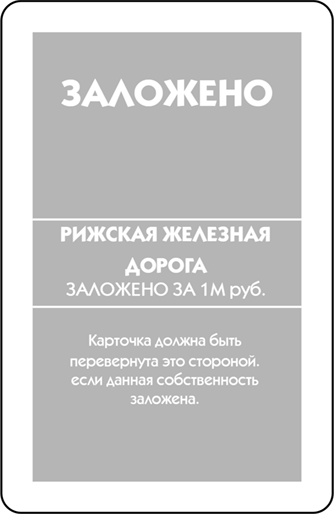 ЗАЛОЖЕНО
РИЖСКАЯ ЖЕЛЕЗНАЯ
ДОРОГА
ЗАЛОЖЕНО ЗА 1М руб.
Карточка должна быть
перевернута это стороной.
если данная собственность
заложена.